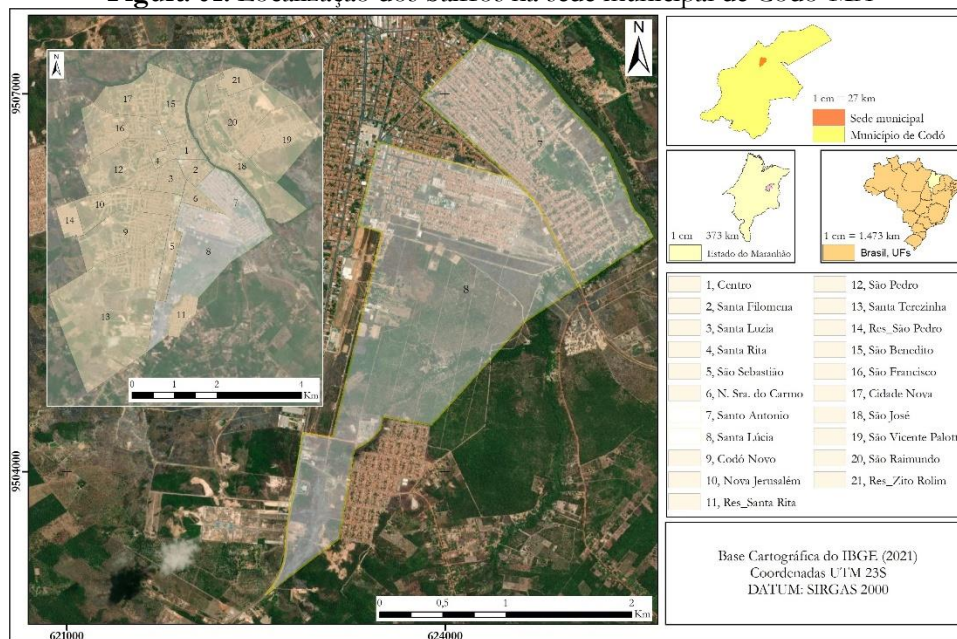 Figura 01. Localização dos bairros na sede municipal de Codó-MA
N
N
9507000
9504000
621000
624000
21
17
15
20
16
19
1
4
2
18
12
3
6
7
10
14
9
5
8
13
11
0 1 2 4
Km
7
8
0 0,5 1 2
Km
1 cm = 27 km
Sede municipal
Município de Codó
1 cm = 373 km
Estado do Maranhão
1 cm = 1.473 km
Brasil, UFs
1, Centro
2, Santa Filomena
3, Santa Luzia
4, Santa Rita
5, São Sebastião
6, N. Sra. do Carmo
7, Santo Antonio
8, Santa Lúcia
9, Codó Novo
10, Nova Jerusalém
11, Res_Santa Rita
12, São Pedro
13, Santa Terezinha
14, Res_São Pedro
15, São Benedito
16, São Francisco
17, Cidade Nova
18, São José
19, São Vicente Palott
20, São Raimundo
21, Res_Zito Rolim
Base Cartográfica do IBGE (2021)
Coordenadas UTM 23S
DATUM: SIRGAS 2000